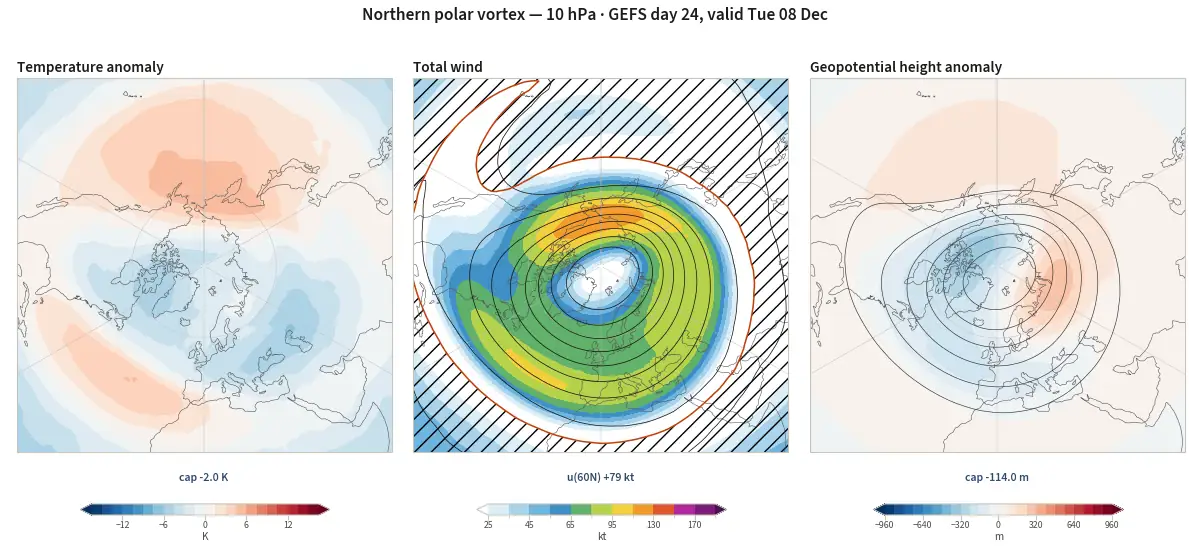 Northern polar vortex — 10 hPa · GEFS day 24, valid Tue 08 Dec
Temperature anomaly
Total wind
Geopotential height anomaly
cap -2.0 K
u(60N) +79 kt
cap -114.0 m
−12 −6 0 6 12
K
25 45 65 95 130 170
kt
−960 −640 −320 0 320 640 960
m